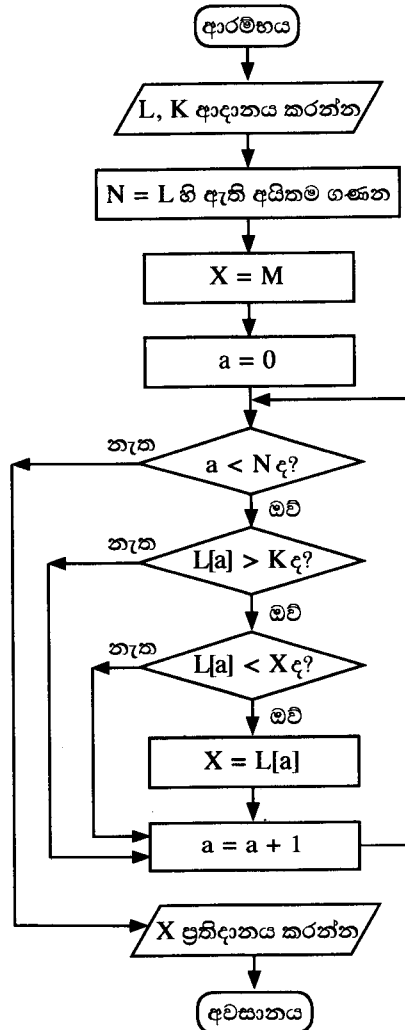 ආරම්භය
L, K ආදානය කරන්න
N = L හි ඇති අයිතම ගණන
X = M
a = 0
නැත
a < N ද?
ඔව්
නැත
L[a] > K ද?
ඔව්
නැත
L[a] < X ද?
ඔව්
X = L[a]
a = a + 1
X ප්‍රතිදානය කරන්න
අවසානය